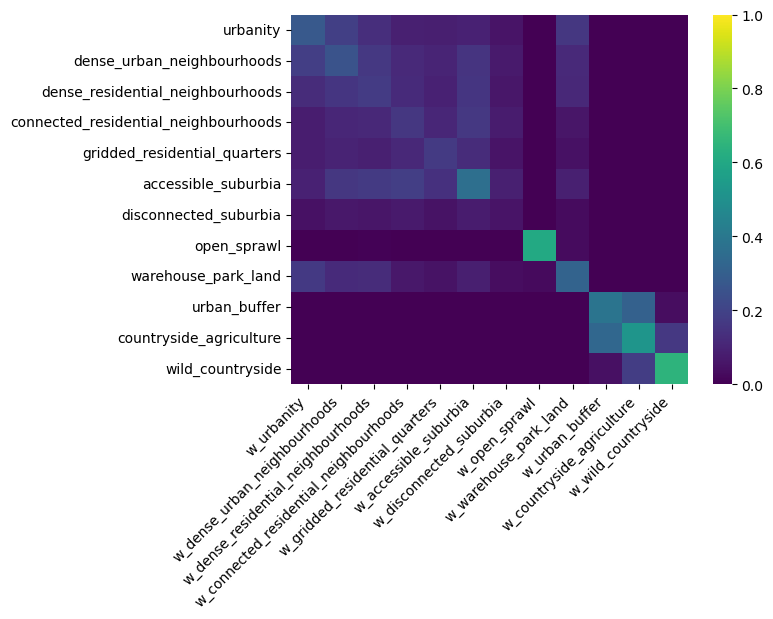 urbanity
dense_urban_neighbourhoods
dense_residential_neighbourhoods
connected_residential_neighbourhoods
gridded_residential_quarters
accessible_suburbia
disconnected_suburbia
open_sprawl
warehouse_park_land
urban_buffer
countryside_agriculture
wild_countryside
w_urbanity
w_dense_urban_neighbourhoods
w_dense_residential_neighbourhoods
w_connected_residential_neighbourhoods
w_gridded_residential_quarters
w_accessible_suburbia
w_disconnected_suburbia
w_open_sprawl
w_warehouse_park_land
w_urban_buffer
w_countryside_agriculture
w_wild_countryside
1.0
0.8
0.6
0.4
0.2
0.0